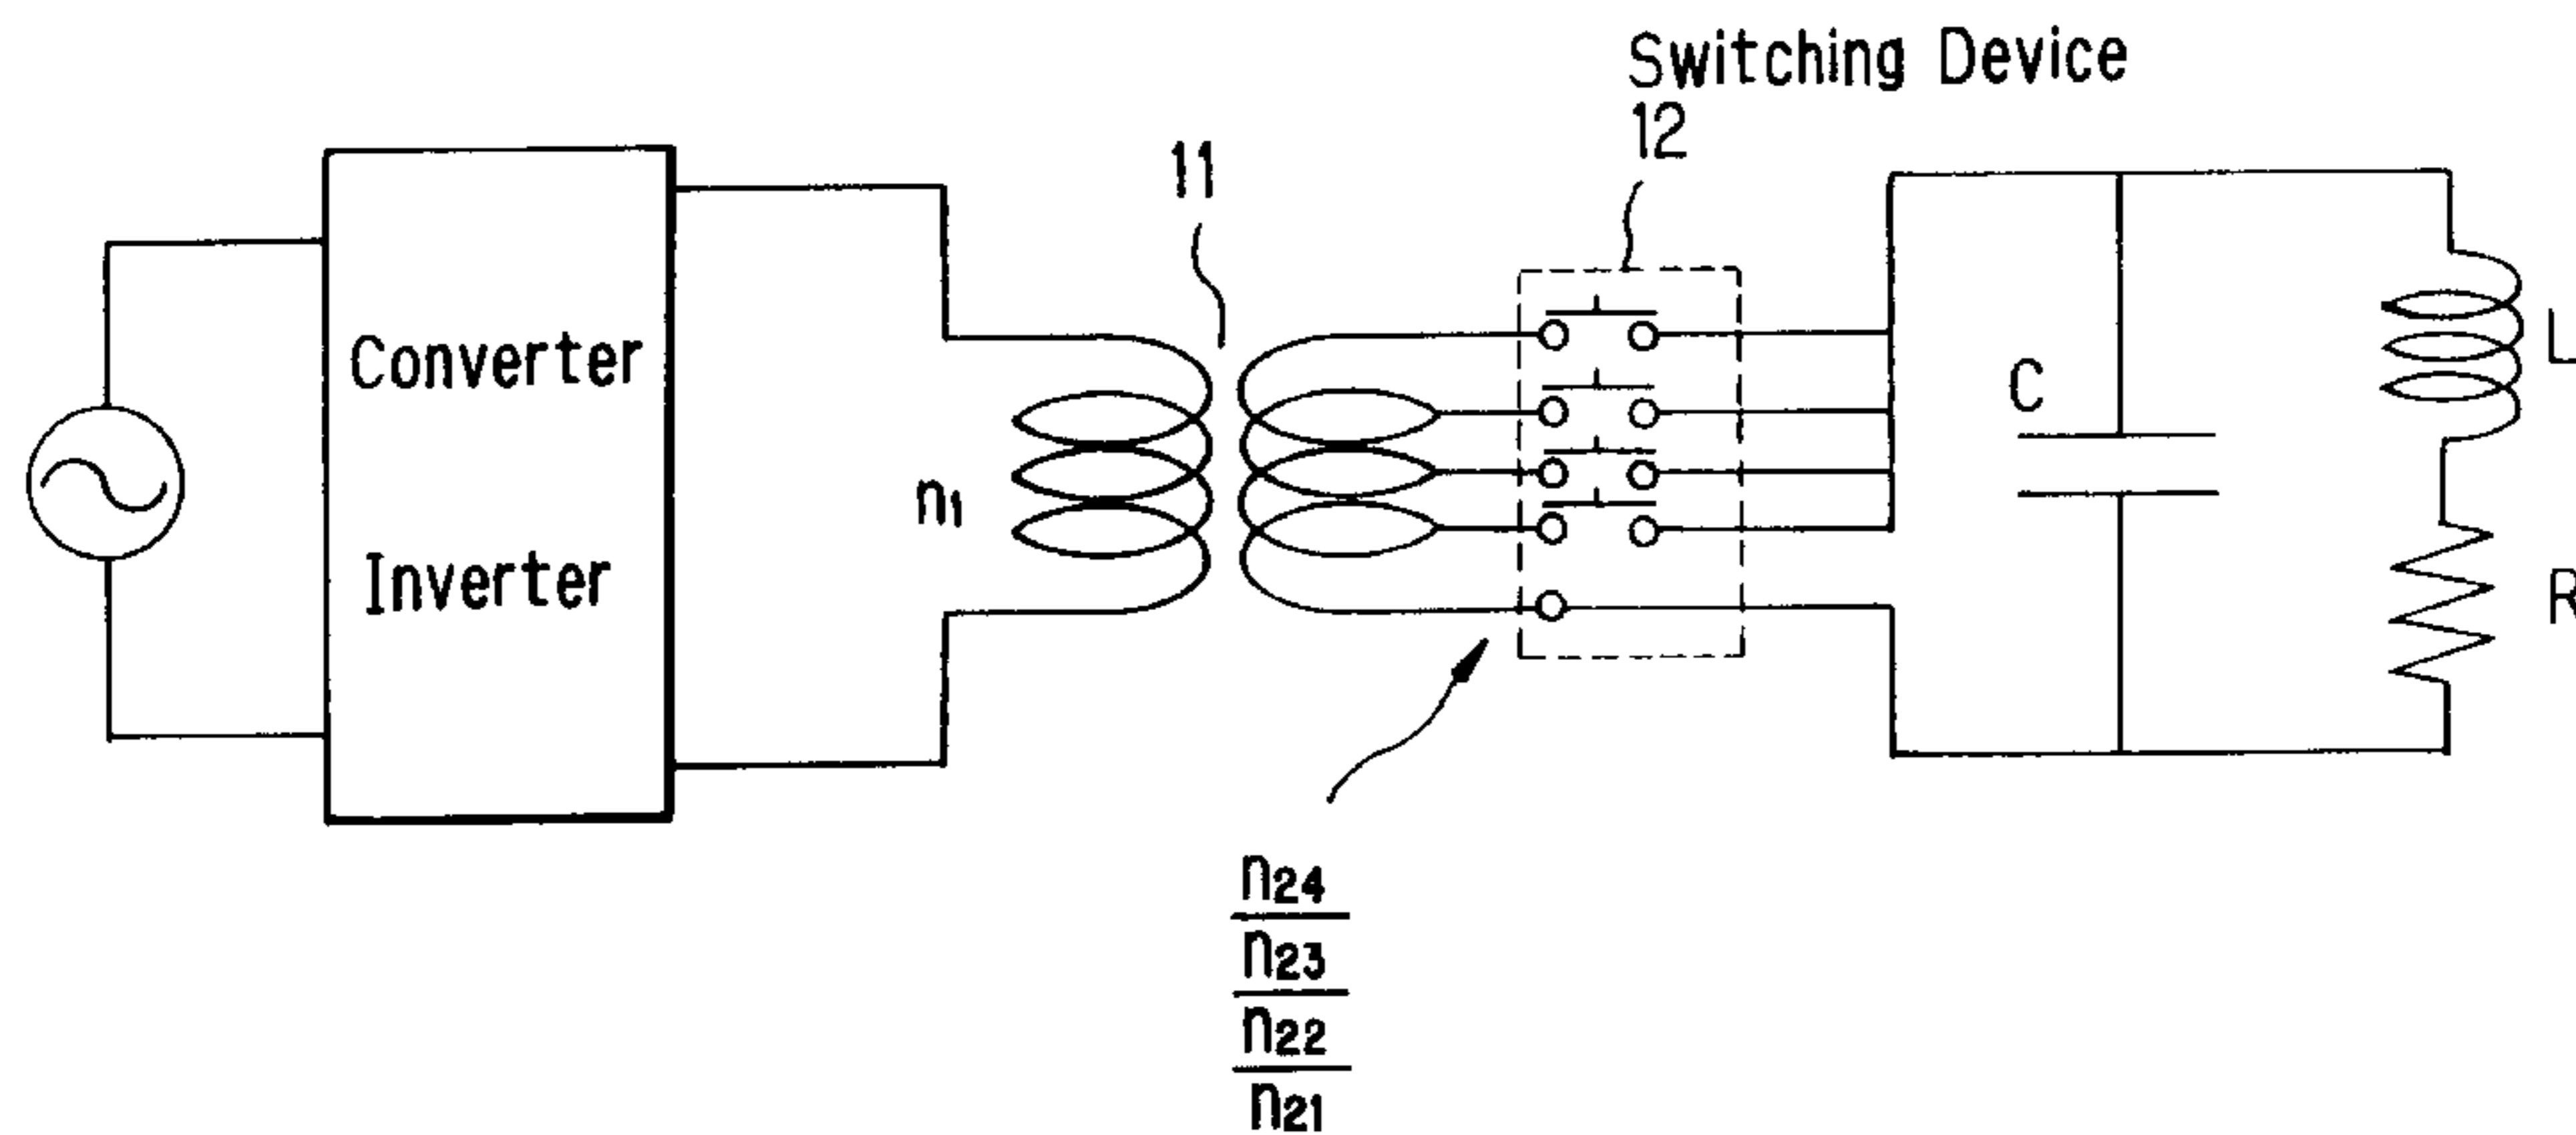 Switching Device
12
11
Converter
Inverter
n1
C
L
R
n24
n23
n22
n21